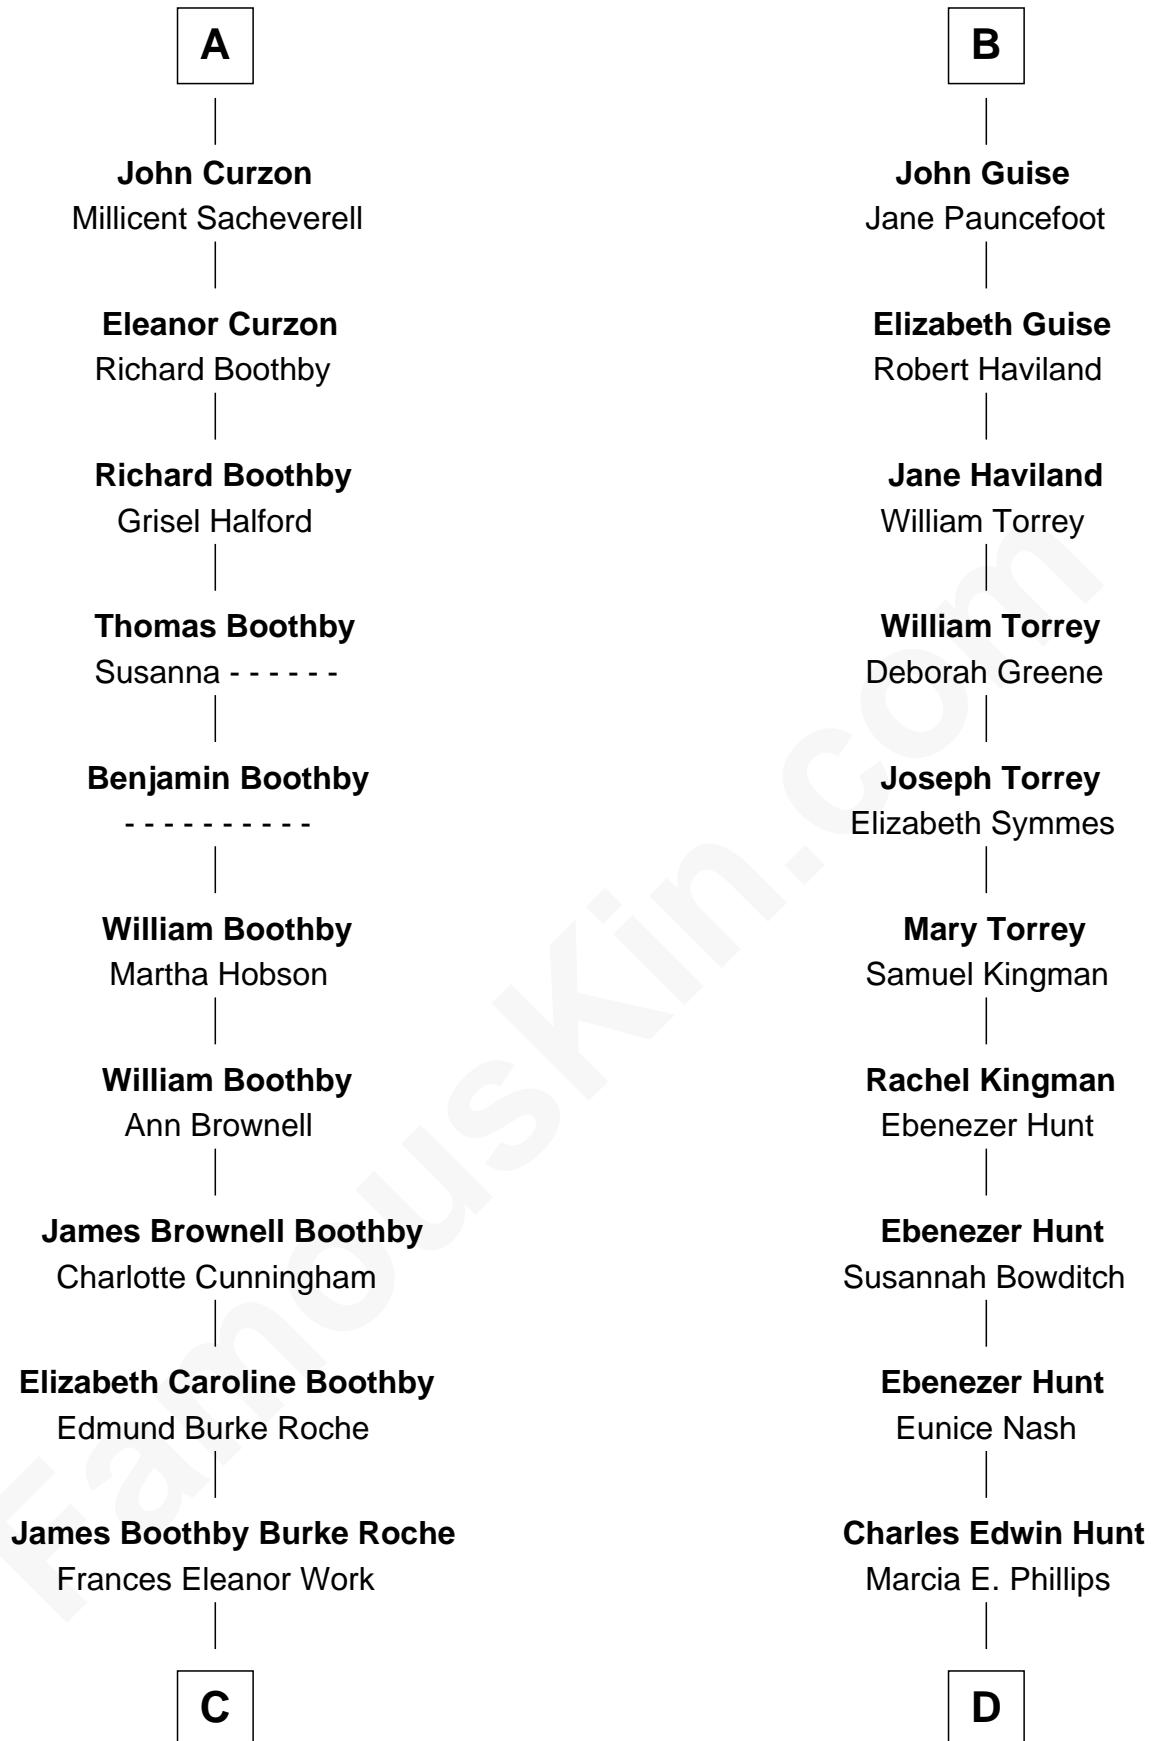 A
John Curzon
Millicent Sacheverell
Eleanor Curzon
Richard Boothby
Richard Boothby
Grisel Halford
Thomas Boothby
Susanna - - - - - -
Benjamin Boothby
- - - - - - - - - -
William Boothby
Martha Hobson
William Boothby
Ann Brownell
James Brownell Boothby
Charlotte Cunningham
Elizabeth Caroline Boothby
Edmund Burke Roche
James Boothby Burke Roche
Frances Eleanor Work
C
B
John Guise
Jane Pauncefoot
Elizabeth Guise
Robert Haviland
Jane Haviland
William Torrey
William Torrey
Deborah Greene
Joseph Torrey
Elizabeth Symmes
Mary Torrey
Samuel Kingman
Rachel Kingman
Ebenezer Hunt
Ebenezer Hunt
Susannah Bowditch
Ebenezer Hunt
Eunice Nash
Charles Edwin Hunt
Marcia E. Phillips
D
FamousKin.com